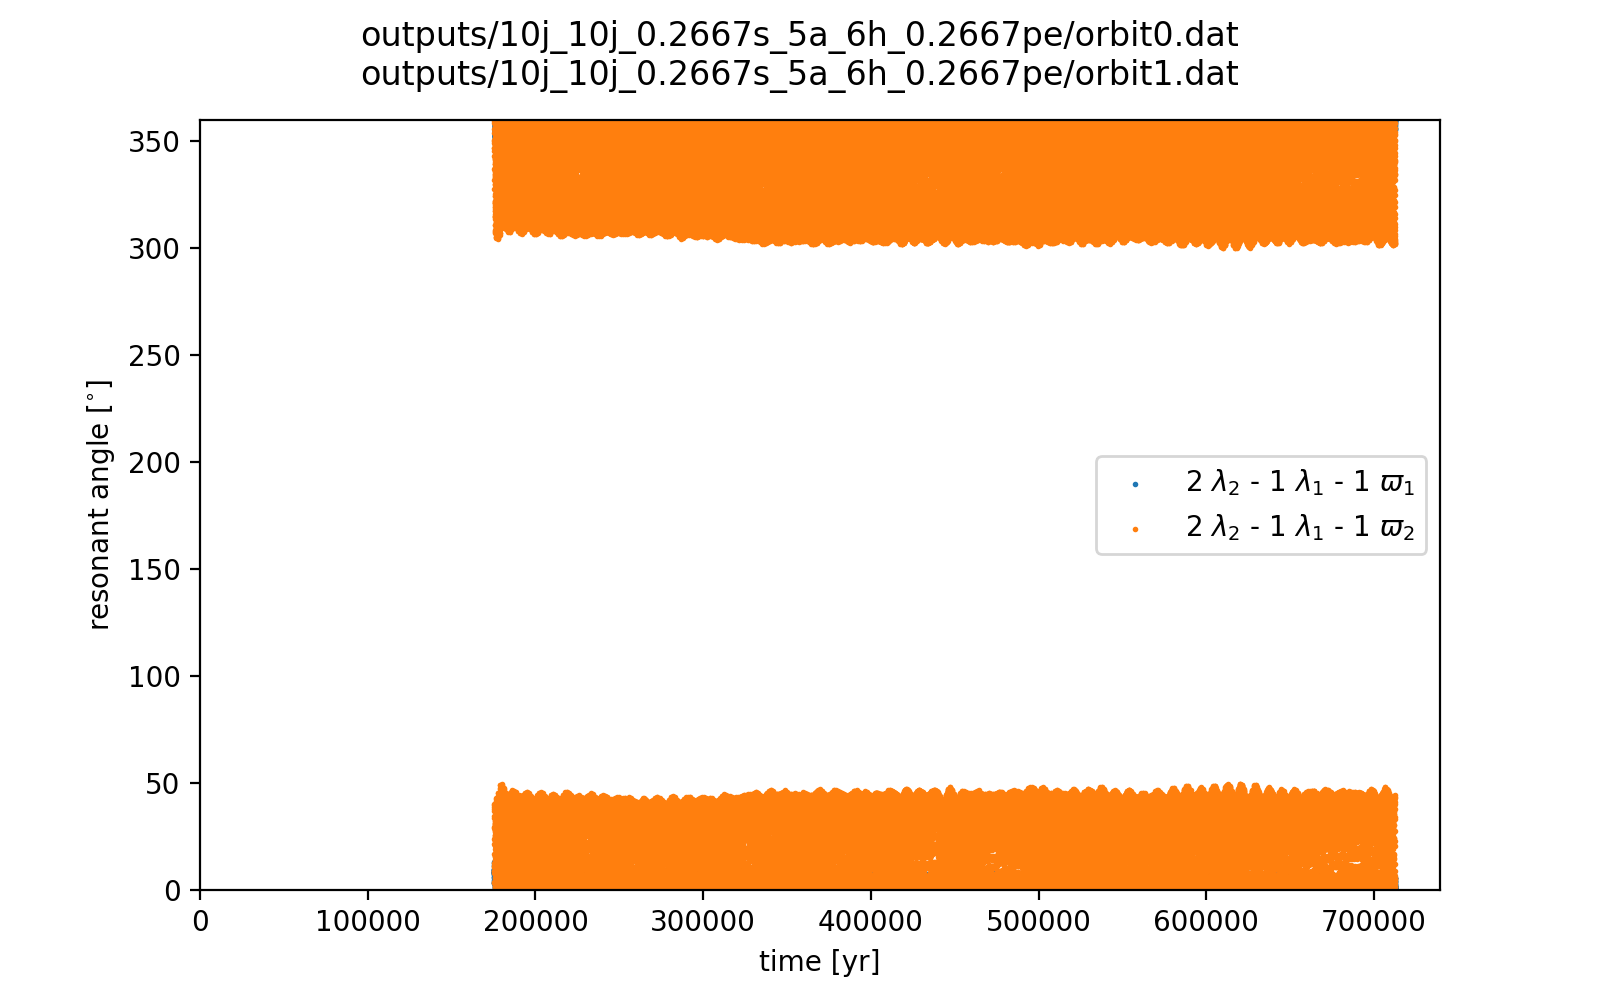 outputs/10j_10j_0.2667s_5a_6h_0.2667pe/orbit0.dat
outputs/10j_10j_0.2667s_5a_6h_0.2667pe/orbit1.dat
350
300
250
200
150
100
50
0
resonant angle [°]
2 λ₂ - 1 λ₁ - 1 ϖ₁
2 λ₂ - 1 λ₁ - 1 ϖ₂
0 100000 200000 300000 400000 500000 600000 700000
time [yr]